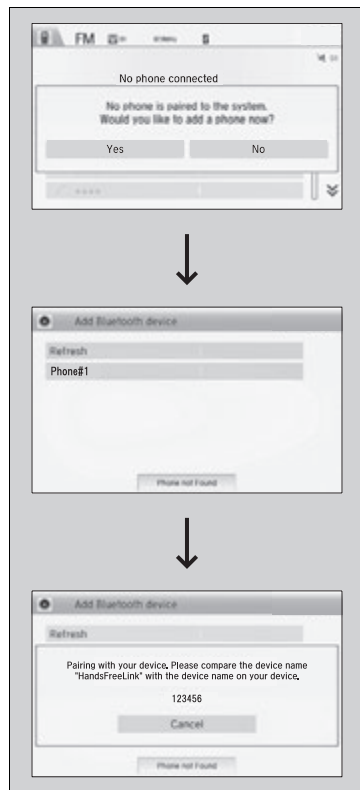 FM
No phone connected
No phone is paired to the system.
Would you like to add a phone now?
Yes No
Add Bluetooth device
Refresh
Phone#1
Phone not Found
Add Bluetooth device
Refresh
Pairing with your device. Please compare the device name
"HandsFreeLink" with the device name on your device.
123456
Cancel
Phone not Found